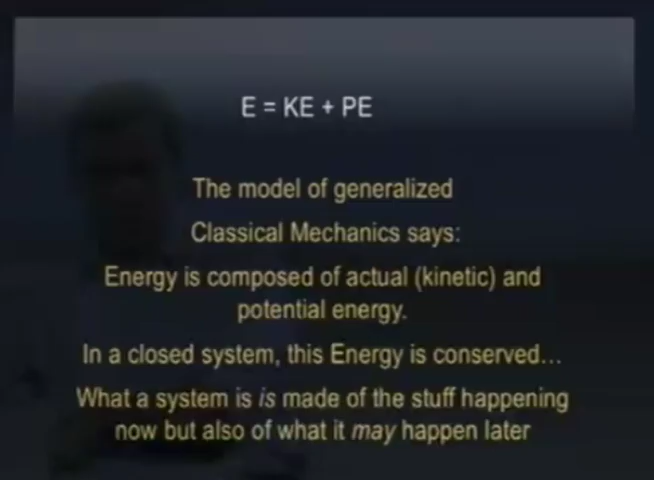 E = KE + PE
The model of generalized
Classical Mechanics says:
Energy is composed of actual (kinetic) and
potential energy.
In a closed system, this Energy is conserved…
What a system is is made of the stuff happening
now but also of what it may happen later